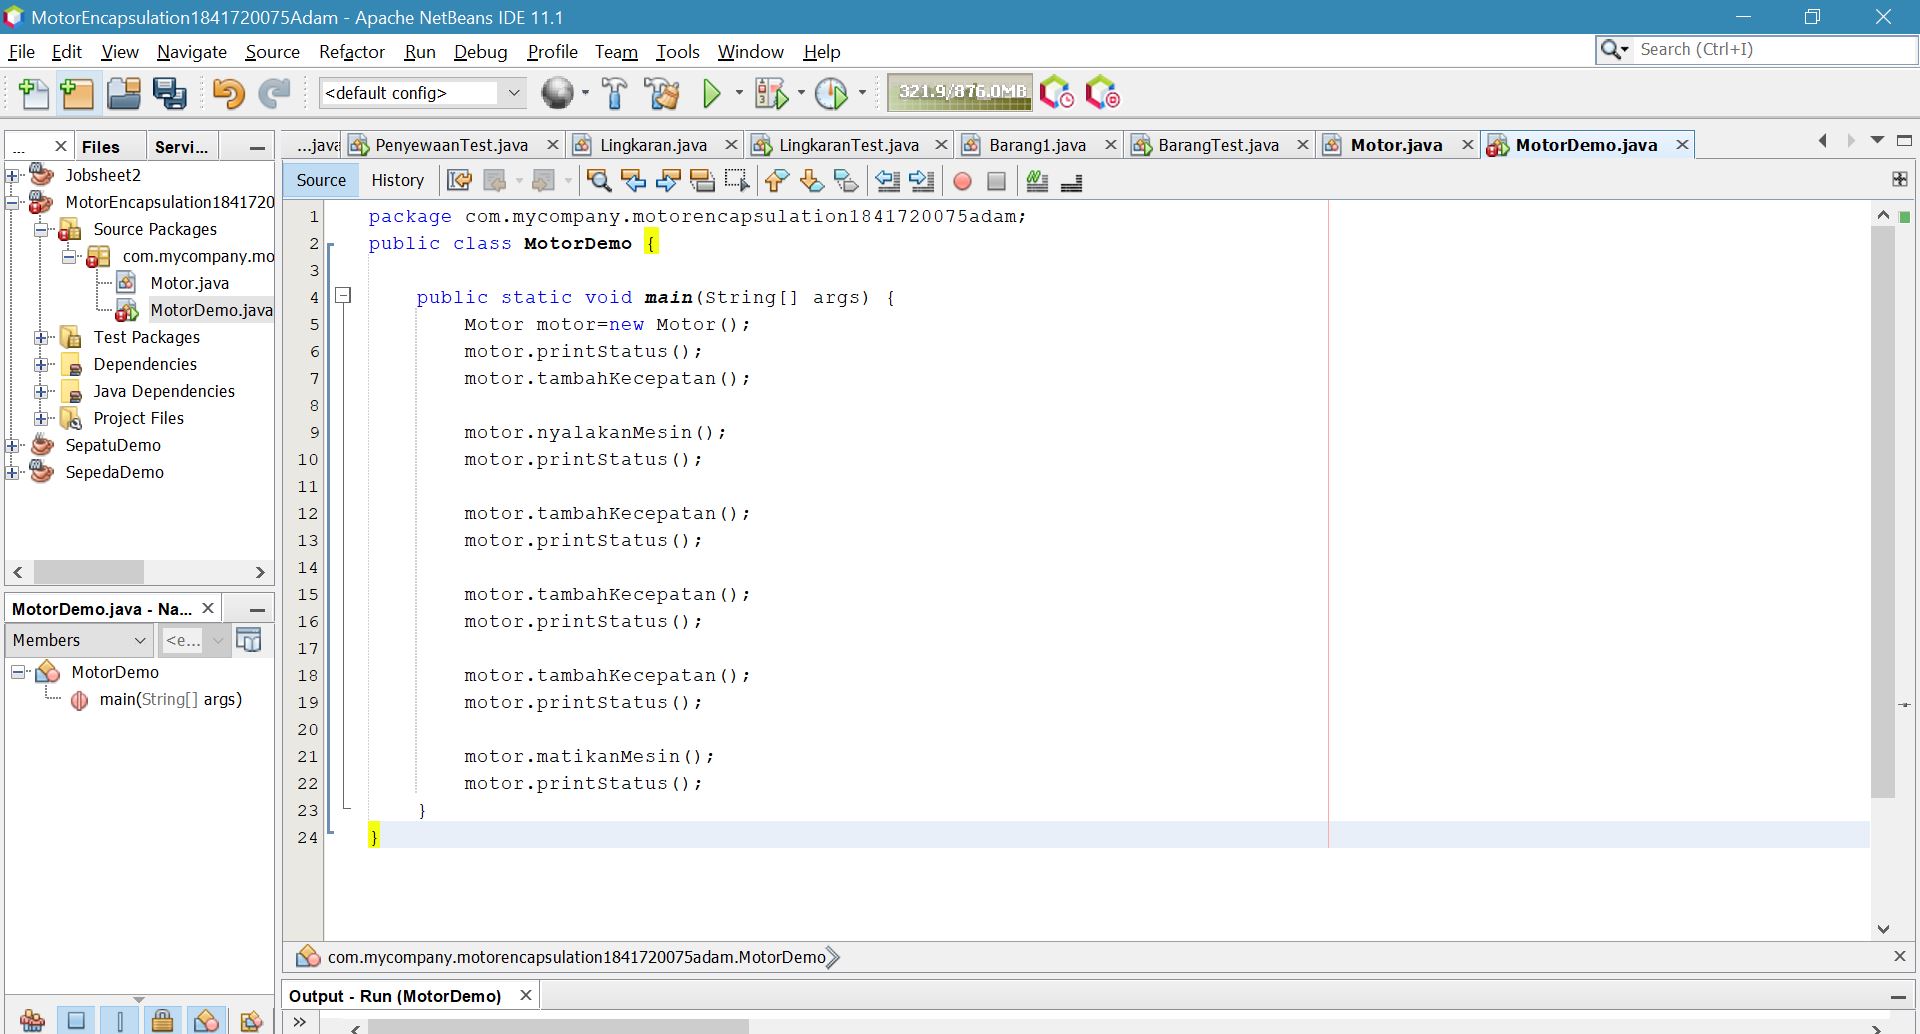 MotorEncapsulation1841720075Adam - Apache NetBeans IDE 11.1
File Edit View Navigate Source Refactor Run Debug Profile Team Tools Window Help
Search (Ctrl+I)
<default config>
321.9/876.0MB
... Files Servi...
...java PenyewaanTest.java Lingkaran.java LingkaranTest.java Barang1.java BarangTest.java Motor.java MotorDemo.java
Source History
Jobsheet2
MotorEncapsulation184172
Source Packages
com.mycompany.mo
Motor.java
MotorDemo.java
Test Packages
Dependencies
Java Dependencies
Project Files
SepatuDemo
SepedaDemo
MotorDemo.java - Na...
Members <e...
MotorDemo
main(String[] args)
1 package com.mycompany.motorencapsulation1841720075adam;
2 public class MotorDemo {
3
4 public static void main(String[] args) {
5 Motor motor=new Motor();
6 motor.printStatus();
7 motor.tambahKecepatan();
8
9 motor.nyalakanMesin();
10 motor.printStatus();
11
12 motor.tambahKecepatan();
13 motor.printStatus();
14
15 motor.tambahKecepatan();
16 motor.printStatus();
17
18 motor.tambahKecepatan();
19 motor.printStatus();
20
21 motor.matikanMesin();
22 motor.printStatus();
23 }
24 }
com.mycompany.motorencapsulation1841720075adam.MotorDemo
Output - Run (MotorDemo)